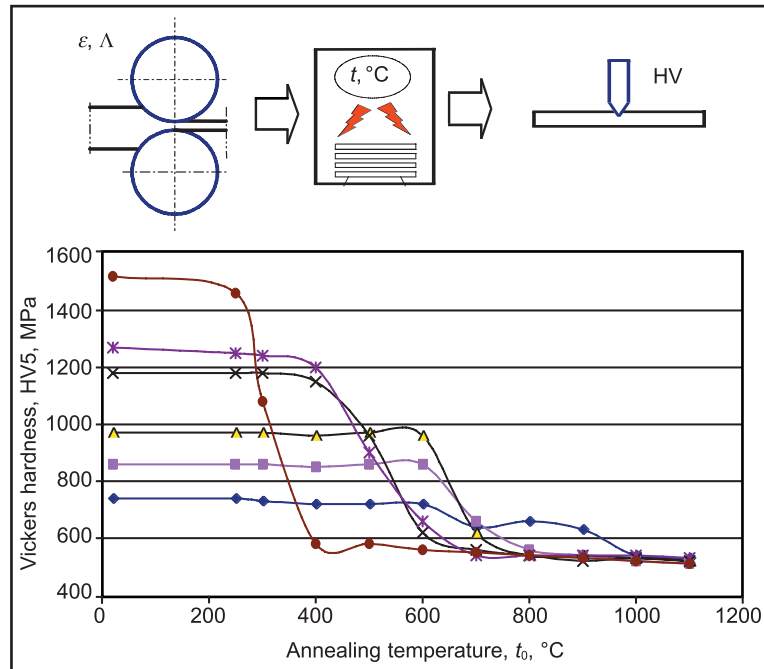 ε, Λ
t, °C
HV
1600
1400
1200
1000
800
600
400
Vickers hardness, HV5, MPa
0 200 400 600 800 1000 1200
Annealing temperature, t₀, °C